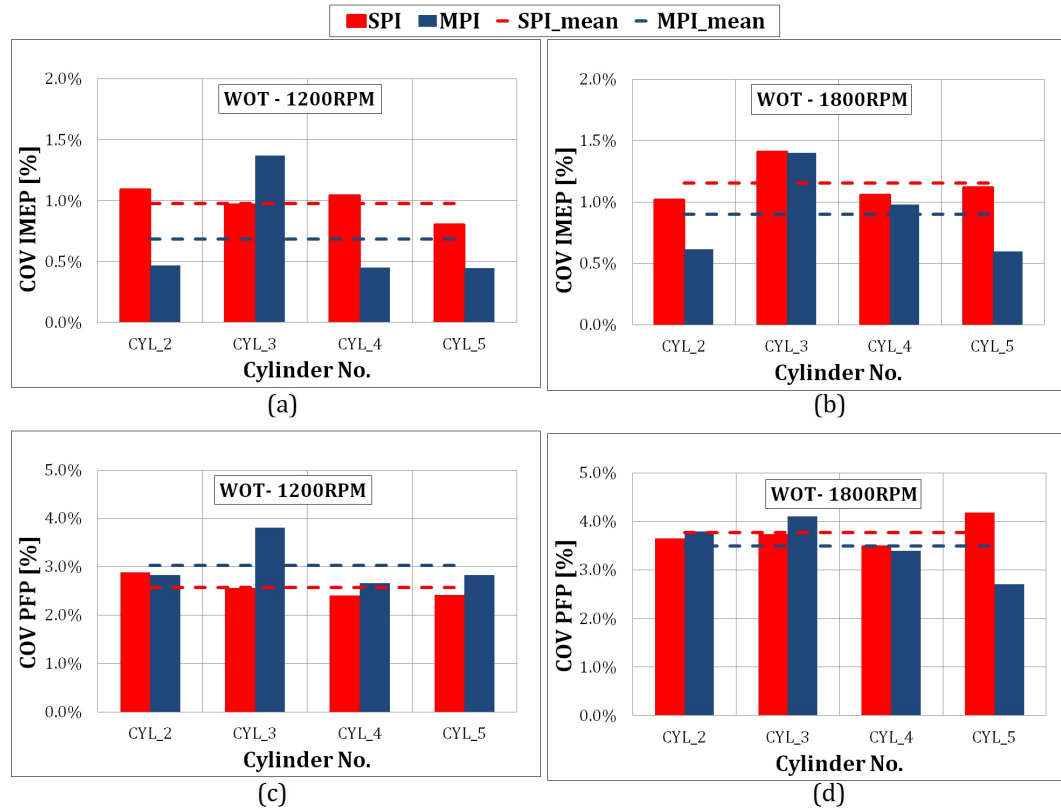 SPI MPI SPI_mean MPI_mean
WOT - 1200RPM
COV IMEP [%]
2.0%
1.5%
1.0%
0.5%
0.0%
CYL_2 CYL_3 CYL_4 CYL_5
Cylinder No.
(a)
WOT - 1800RPM
COV IMEP [%]
2.0%
1.5%
1.0%
0.5%
0.0%
CYL_2 CYL_3 CYL_4 CYL_5
Cylinder No.
(b)
WOT- 1200RPM
COV PFP [%]
5.0%
4.0%
3.0%
2.0%
1.0%
0.0%
CYL_2 CYL_3 CYL_4 CYL_5
Cylinder No.
(c)
WOT- 1800RPM
COV PFP [%]
5.0%
4.0%
3.0%
2.0%
1.0%
0.0%
CYL_2 CYL_3 CYL_4 CYL_5
Cylinder No.
(d)